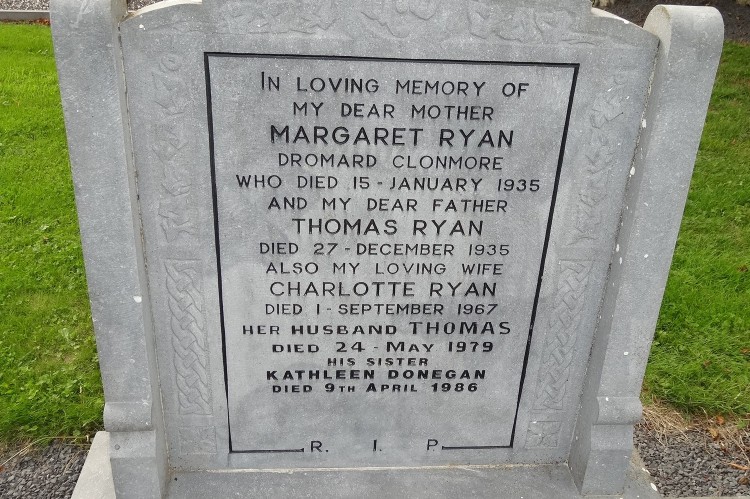 IN LOVING MEMORY OF
MY DEAR MOTHER
MARGARET RYAN
DROMARD CLONMORE
WHO DIED 15 - JANUARY 1935
AND MY DEAR FATHER
THOMAS RYAN
DIED 27 - DECEMBER 1935
ALSO MY LOVING WIFE
CHARLOTTE RYAN
DIED 1 - SEPTEMBER 1967
HER HUSBAND THOMAS
DIED 24 - MAY 1979
HIS SISTER
KATHLEEN DONEGAN
DIED 9TH APRIL 1986
R. I. P.